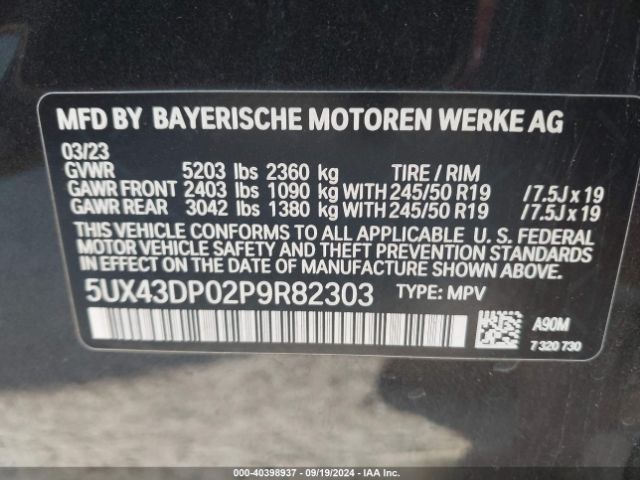 MFD BY BAYERISCHE MOTOREN WERKE AG
03/23
GVWR 5203 lbs 2360 kg TIRE / RIM
GAWR FRONT 2403 lbs 1090 kg WITH 245/50 R19 / 7.5J x 19
GAWR REAR 3042 lbs 1380 kg WITH 245/50 R19 / 7.5J x 19
THIS VEHICLE CONFORMS TO ALL APPLICABLE U. S. FEDERAL
MOTOR VEHICLE SAFETY AND THEFT PREVENTION STANDARDS
IN EFFECT ON THE DATE OF MANUFACTURE SHOWN ABOVE.
5UX43DP02P9R82303 TYPE: MPV
A90M
7 320 730
000-40398937 - 09/19/2024 - IAA Inc.